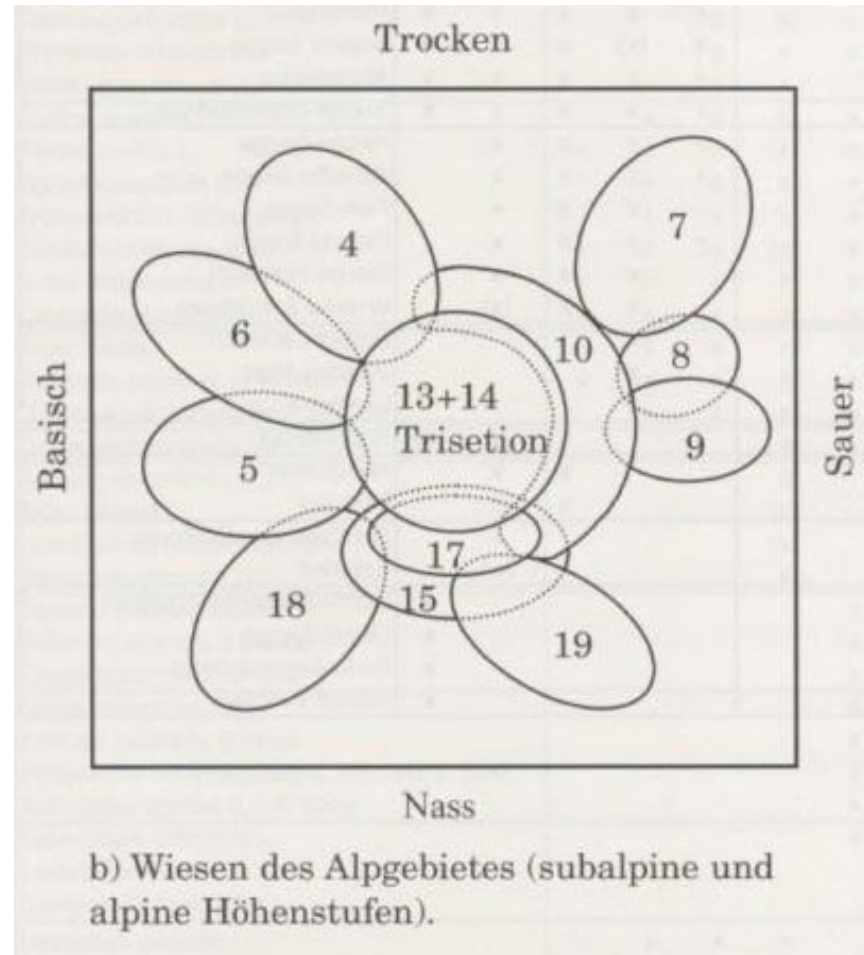 Trocken
4
7
6
10
8
13+14
Trisetion
Basisch
Sauer
9
5
17
15
18
19
Nass
b) Wiesen des Alpgebietes (subalpine und
alpine Höhenstufen).